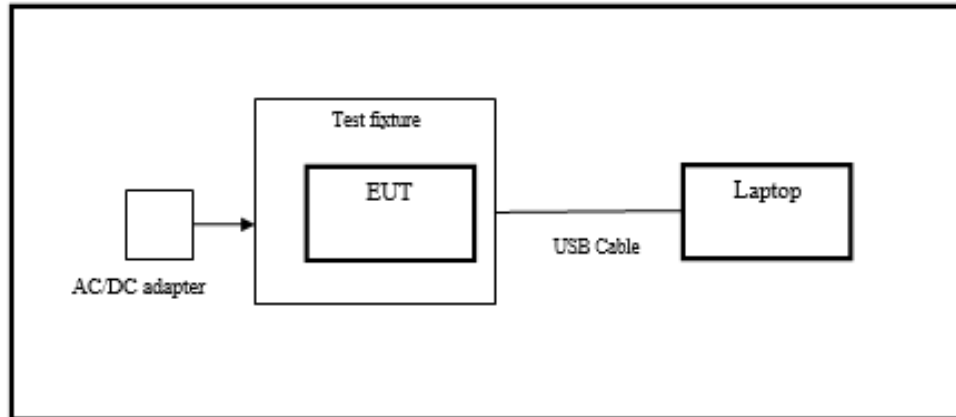 Test fixture
EUT
Laptop
USB Cable
AC/DC adapter